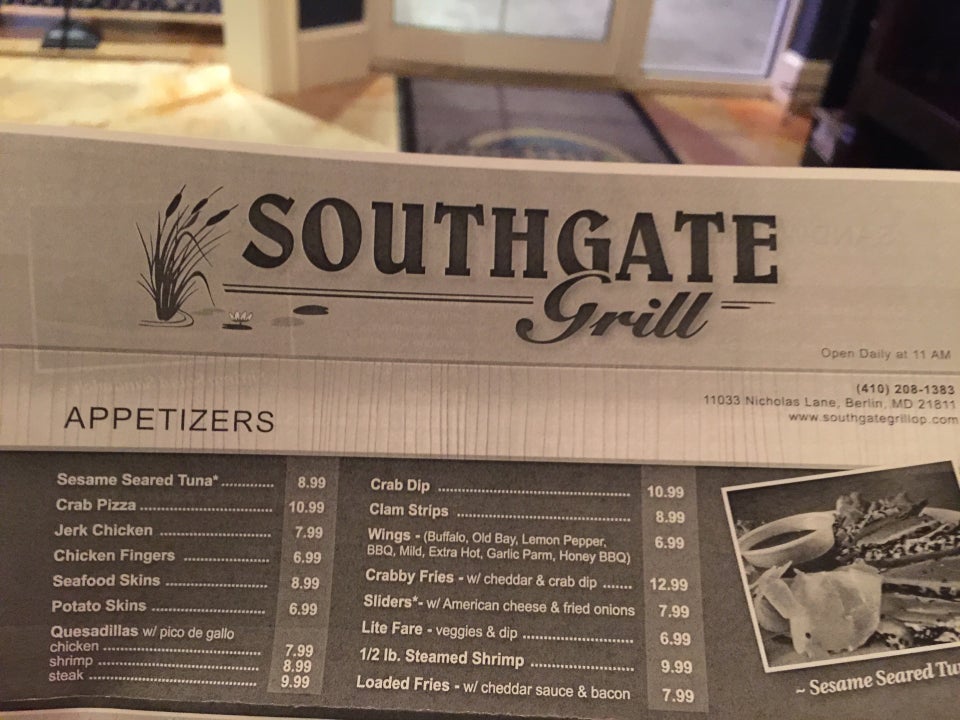 SOUTHGATE
Grill
Open Daily at 11 AM
(410) 208-1383
11033 Nicholas Lane, Berlin, MD 21811
www.southgategrillop.com
APPETIZERS
Sesame Seared Tuna* 8.99
Crab Pizza 10.99
Jerk Chicken 7.99
Chicken Fingers 6.99
Seafood Skins 8.99
Potato Skins 6.99
Quesadillas w/ pico de gallo
chicken 7.99
shrimp 8.99
steak 9.99
Crab Dip 10.99
Clam Strips 8.99
Wings - (Buffalo, Old Bay, Lemon Pepper, 6.99
BBQ, Mild, Extra Hot, Garlic Parm, Honey BBQ)
Crabby Fries - w/ cheddar & crab dip 12.99
Sliders*- w/ American cheese & fried onions 7.99
Lite Fare - veggies & dip 6.99
1/2 lb. Steamed Shrimp 9.99
Loaded Fries - w/ cheddar sauce & bacon 7.99
~ Sesame Seared